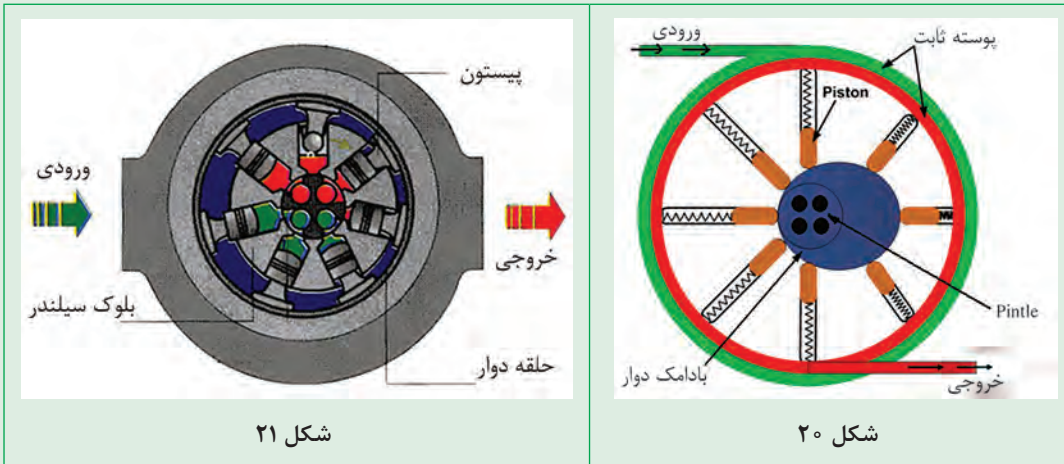 ورودی
پوسته ثابت
Piston
Pintle
بادامک دوار
خروجی
شکل ۲۰
پیستون
ورودی
خروجی
بلوک سیلندر
حلقه دوار
شکل ۲۱